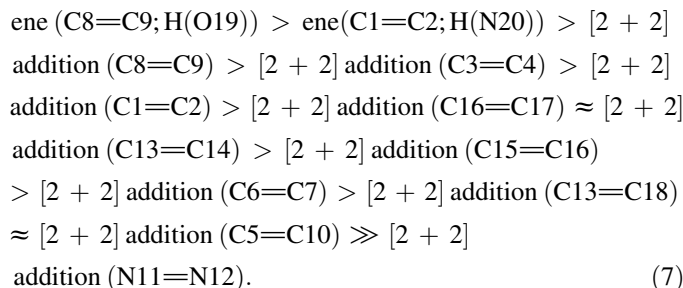 ene (C8=C9; H(O19)) > ene(C1=C2; H(N20)) > [2 + 2]
addition (C8=C9) > [2 + 2] addition (C3=C4) > [2 + 2]
addition (C1=C2) > [2 + 2] addition (C16=C17) ≈ [2 + 2]
addition (C13=C14) > [2 + 2] addition (C15=C16)
> [2 + 2] addition (C6=C7) > [2 + 2] addition (C13=C18)
≈ [2 + 2] addition (C5=C10) ≫ [2 + 2]
addition (N11=N12). (7)